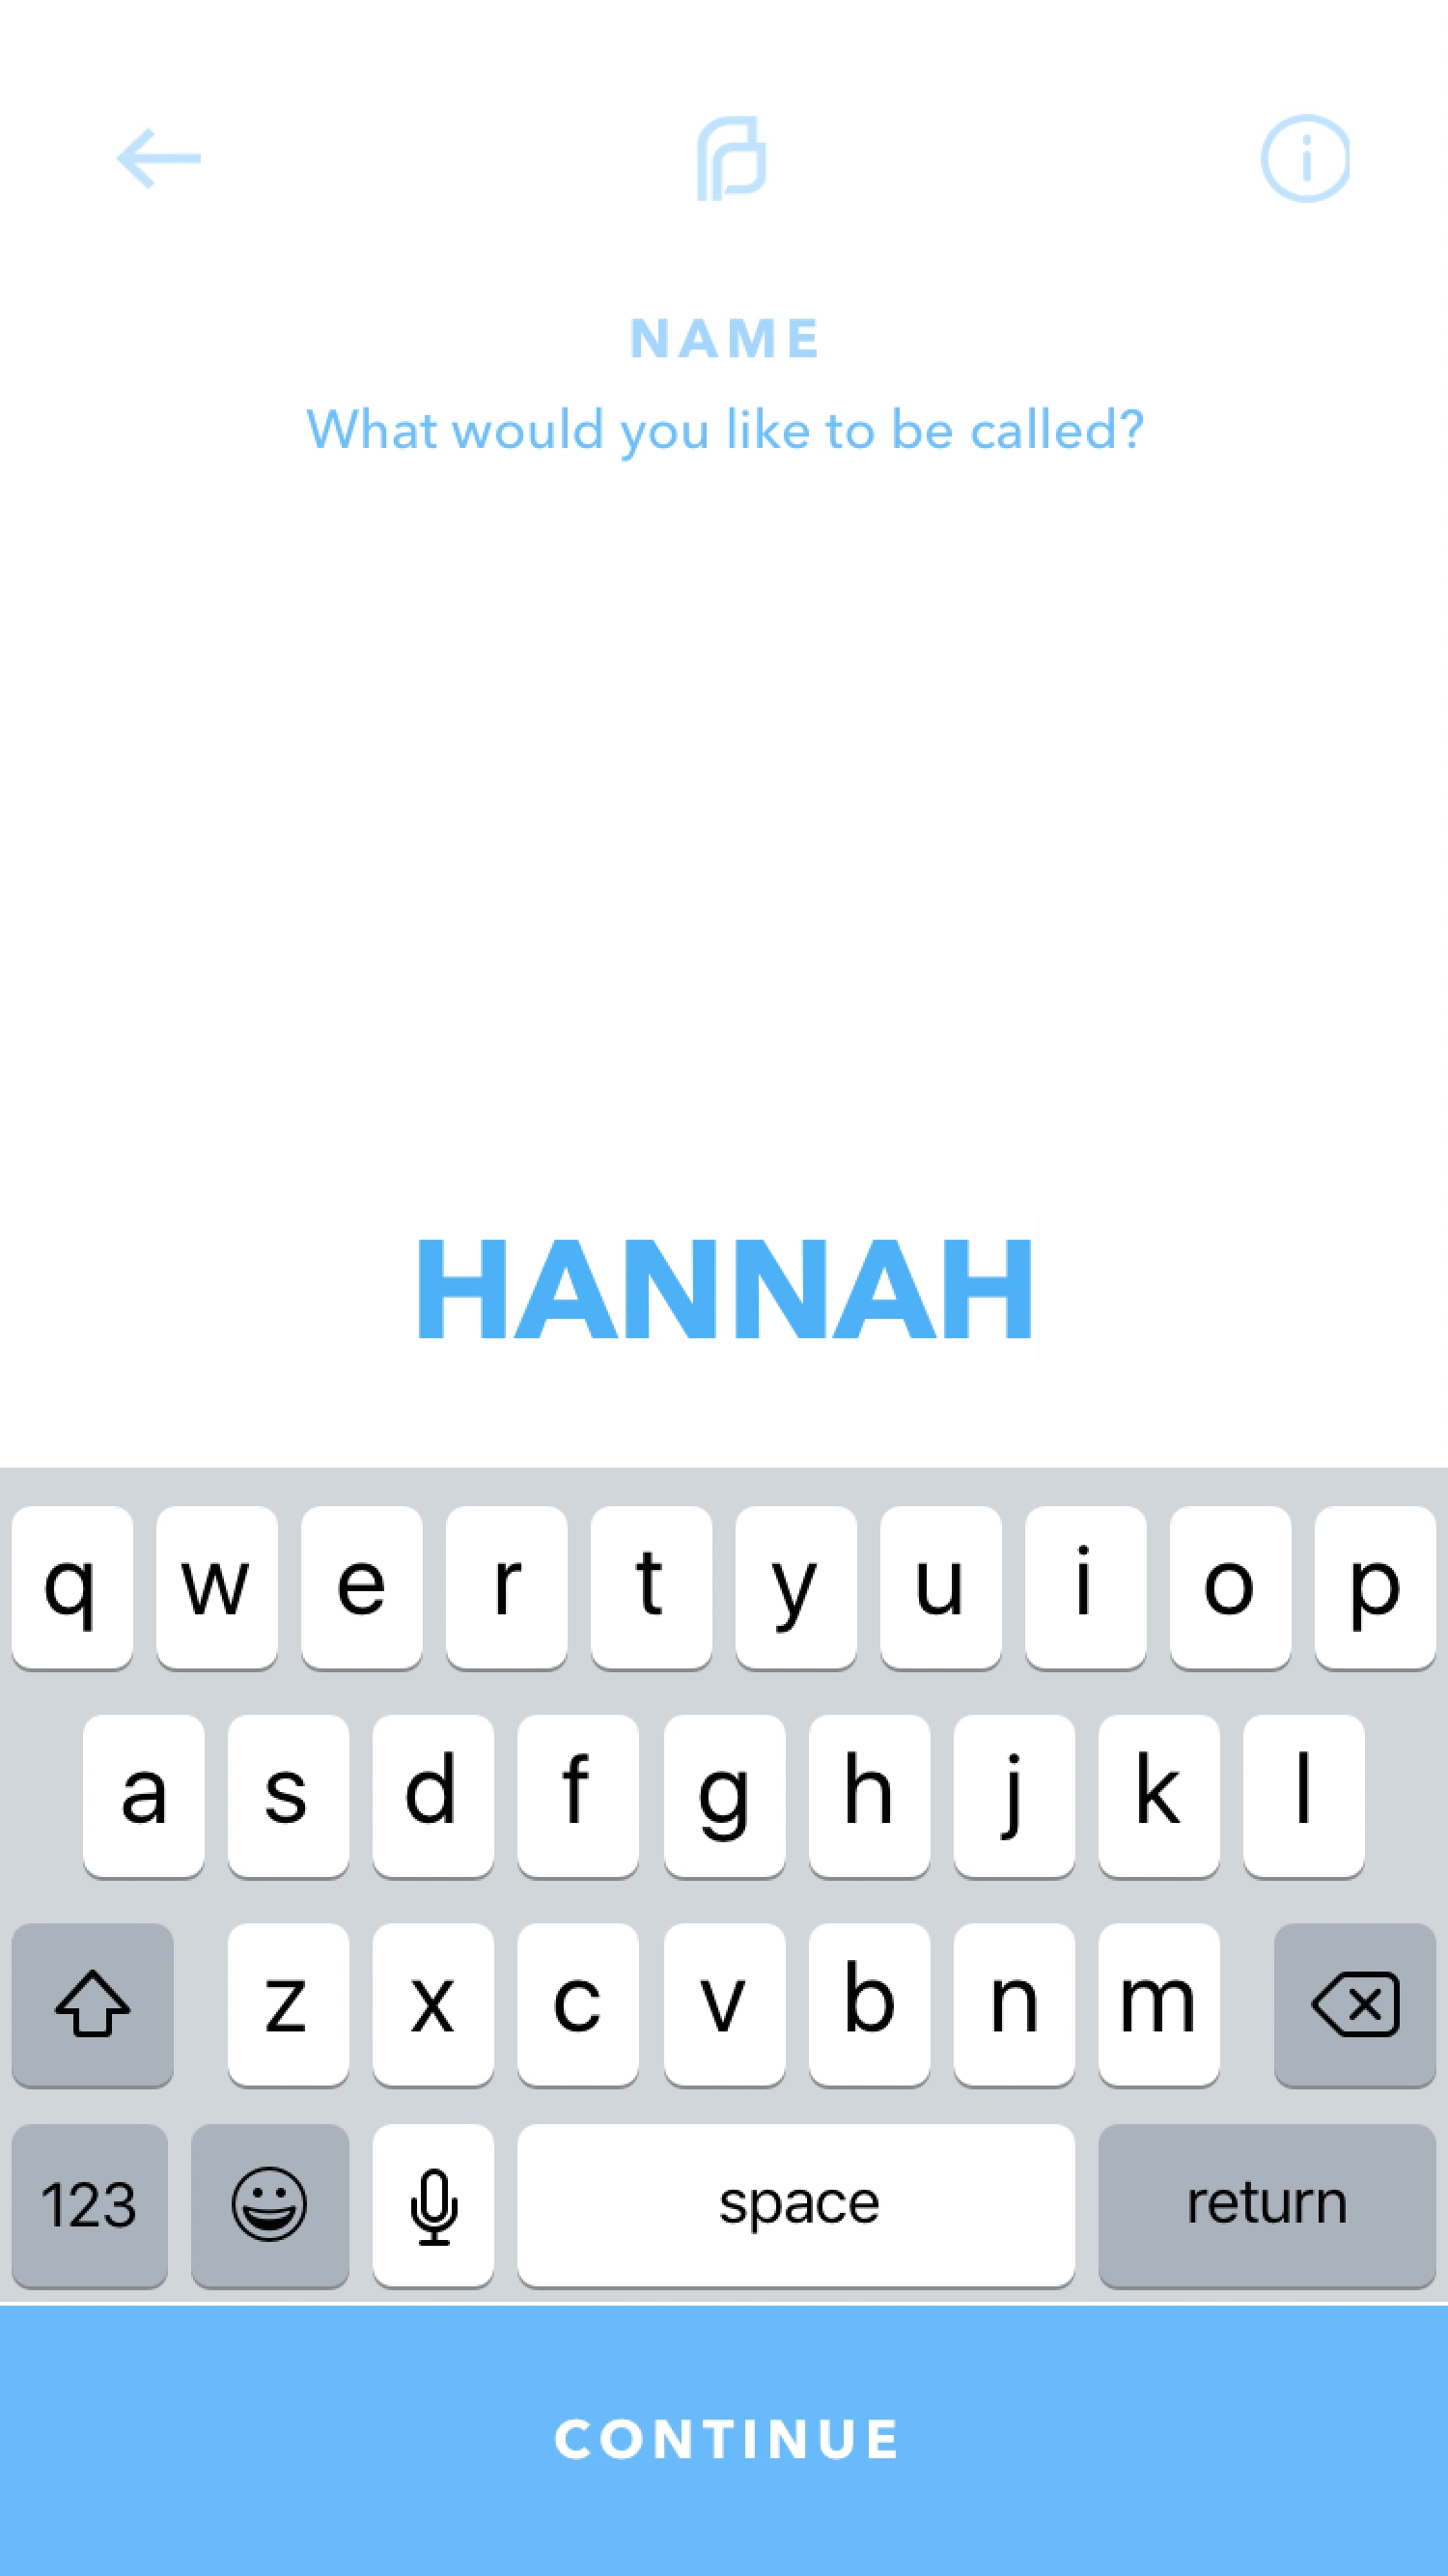 NAME
What would you like to be called?
HANNAH
q w e r t y u i o p
a s d f g h j k l
z x c v b n m
123 space return
CONTINUE